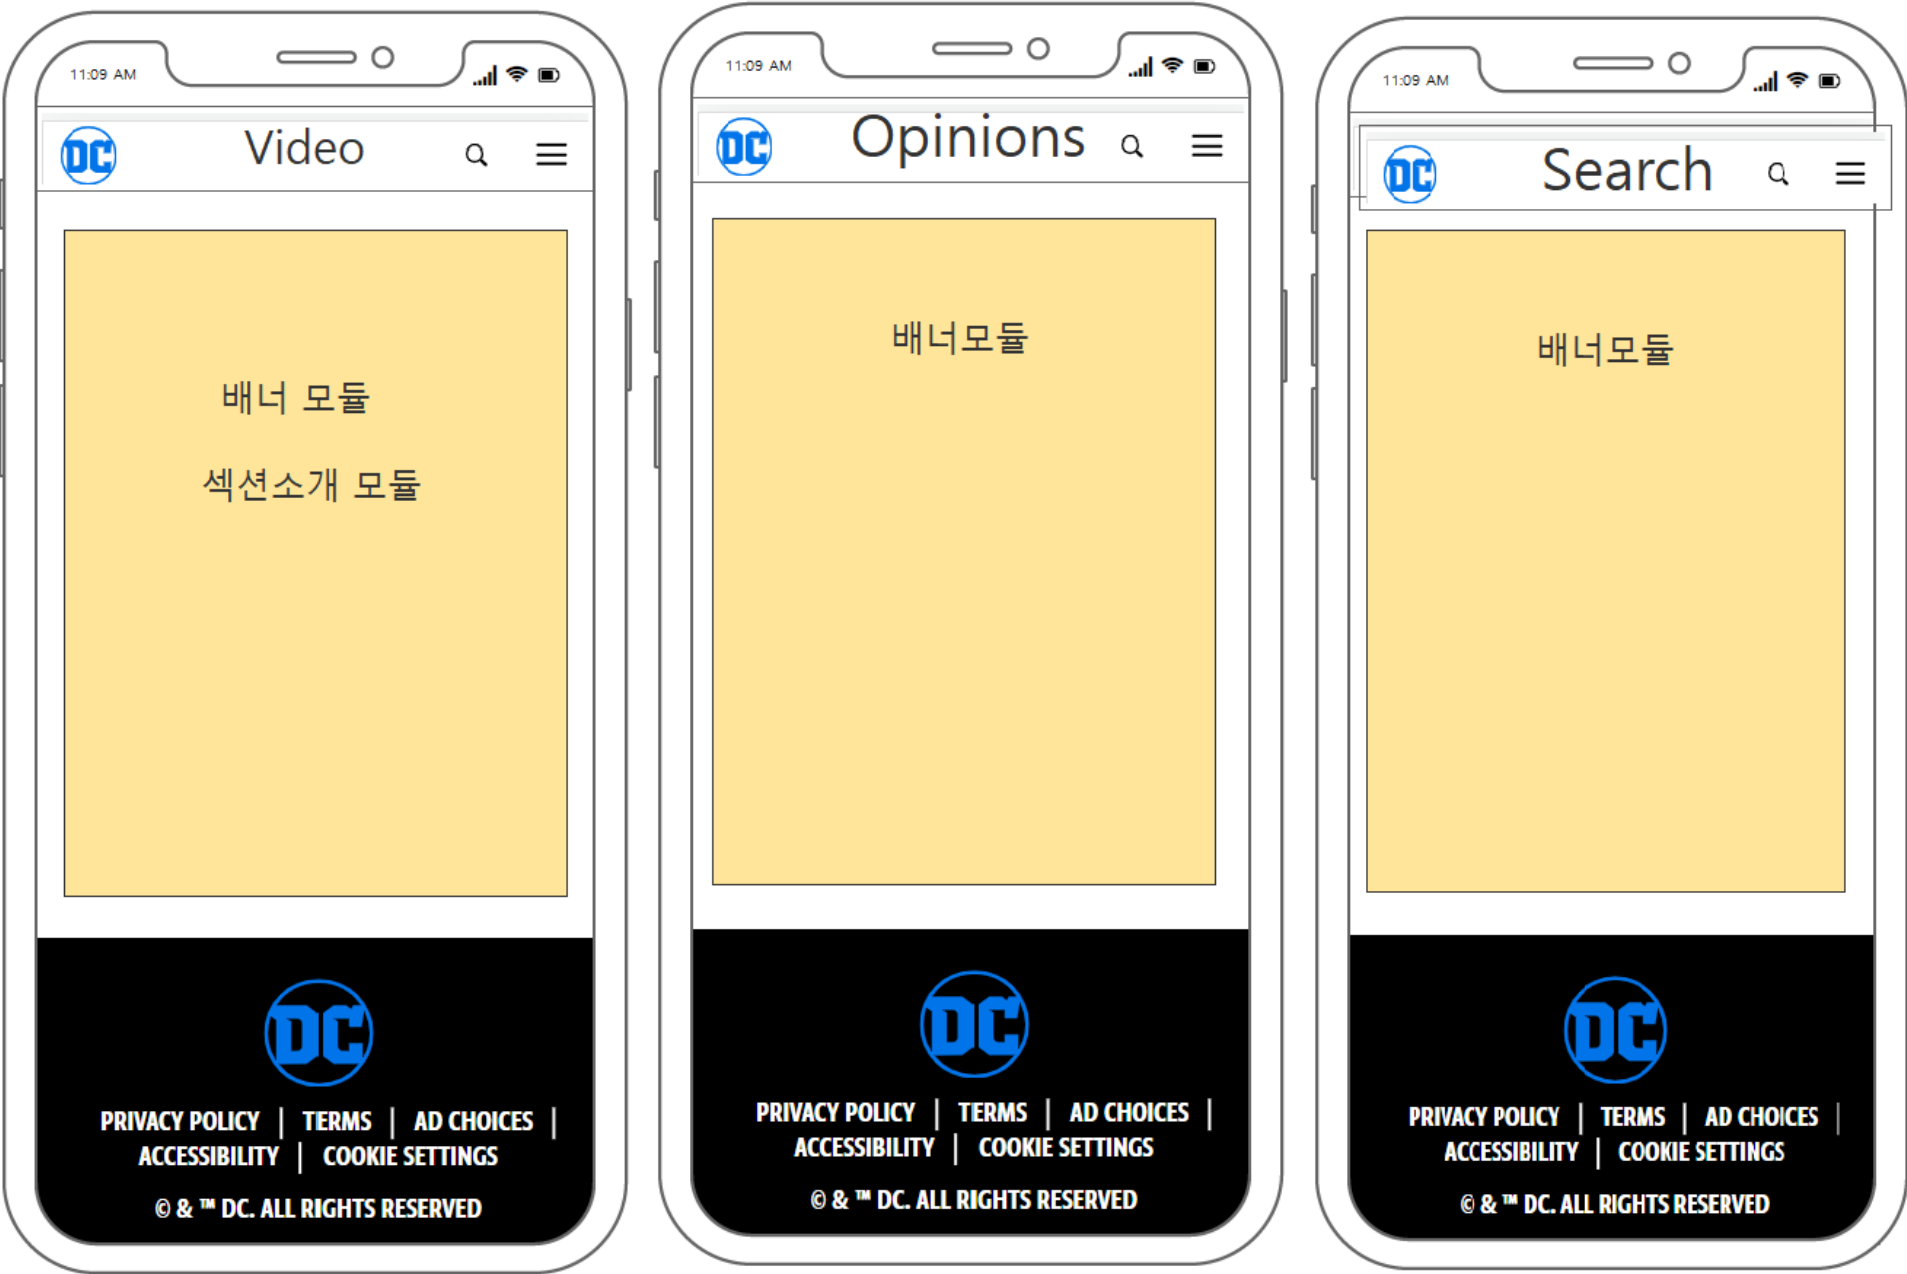 11:09 AM
DC
Video
배너 모듈
섹션소개 모듈
DC
PRIVACY POLICY | TERMS | AD CHOICES |
ACCESSIBILITY | COOKIE SETTINGS
© & ™ DC. ALL RIGHTS RESERVED
11:09 AM
DC
Opinions
배너모듈
DC
PRIVACY POLICY | TERMS | AD CHOICES |
ACCESSIBILITY | COOKIE SETTINGS
© & ™ DC. ALL RIGHTS RESERVED
11:09 AM
DC
Search
배너모듈
DC
PRIVACY POLICY | TERMS | AD CHOICES |
ACCESSIBILITY | COOKIE SETTINGS
© & ™ DC. ALL RIGHTS RESERVED